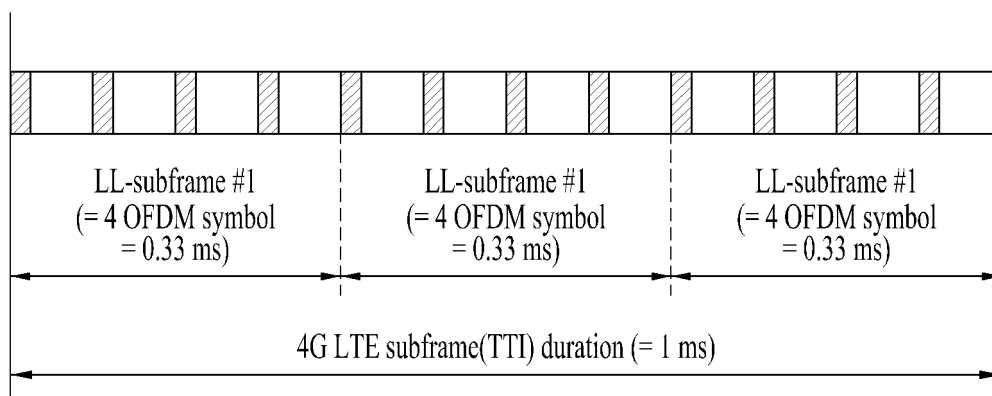 LL-subframe #1
(= 4 OFDM symbol
= 0.33 ms)
LL-subframe #1
(= 4 OFDM symbol
= 0.33 ms)
LL-subframe #1
(= 4 OFDM symbol
= 0.33 ms)
4G LTE subframe(TTI) duration (= 1 ms)